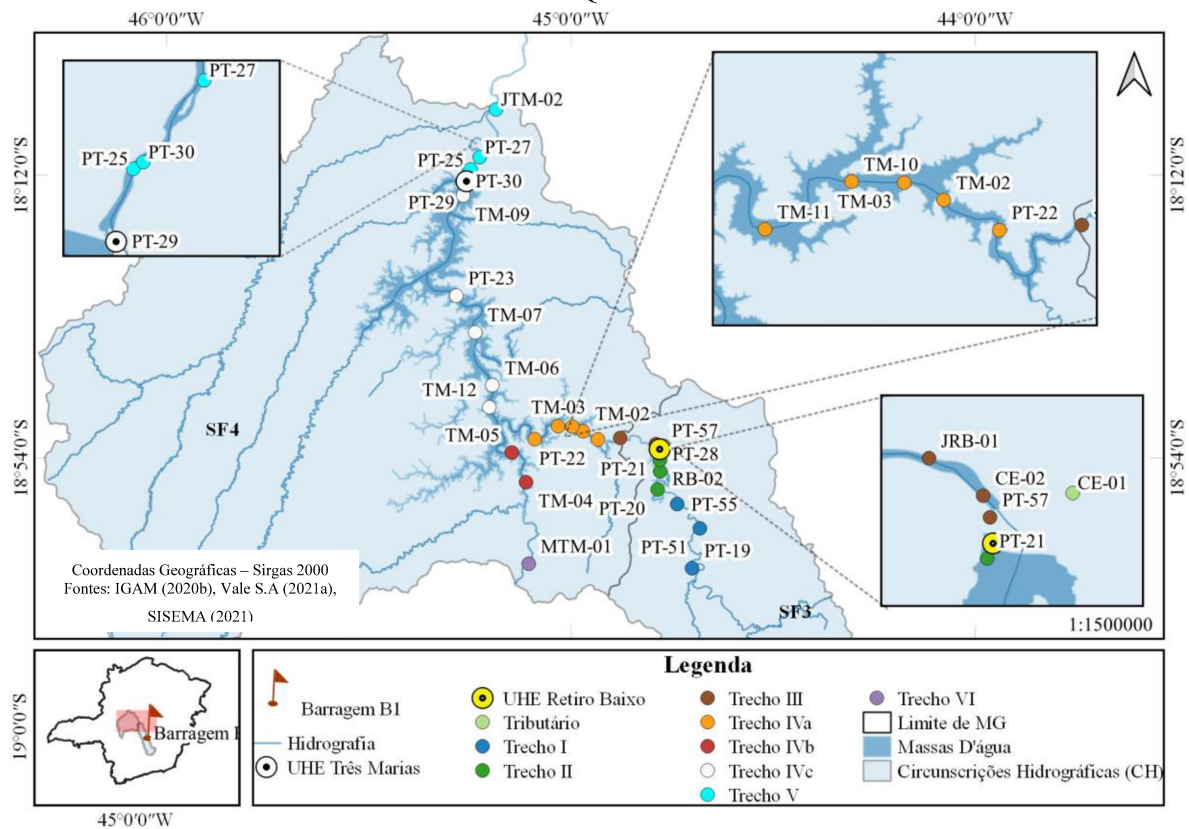 46°0'0"W
45°0'0"W
44°0'0"W
18°12'0"S
18°54'0"S
18°12'0"S
18°54'0"S
PT-27
PT-30
PT-25
PT-29
JTM-02
PT-27
PT-25
PT-30
PT-29
TM-09
PT-23
TM-07
TM-06
TM-12
TM-03
TM-02
TM-05
PT-22
PT-57
PT-28
PT-21
RB-02
TM-04
PT-20
PT-55
MTM-01
PT-51
PT-19
SF4
SF3
TM-10
TM-03
TM-02
TM-11
PT-22
JRB-01
CE-02
CE-01
PT-57
PT-21
Coordenadas Geográficas – Sirgas 2000
Fontes: IGAM (2020b), Vale S.A (2021a),
SISEMA (2021)
1:1500000
19°0'0"S
Barragem
45°0'0"W
Legenda
Barragem B1
Hidrografia
UHE Três Marias
UHE Retiro Baixo
Tributário
Trecho I
Trecho II
Trecho III
Trecho IVa
Trecho IVb
Trecho IVc
Trecho V
Trecho VI
Limite de MG
Massas D'água
Circunscrições Hidrográficas (CH)